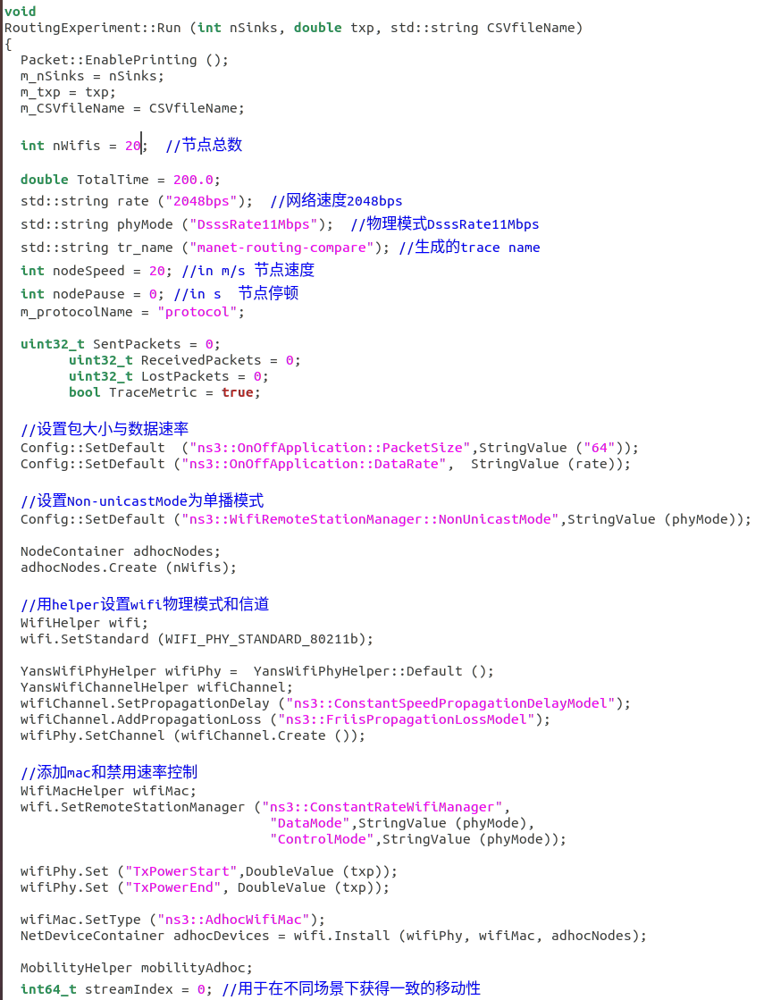 void
RoutingExperiment::Run (int nSinks, double txp, std::string CSVfileName)
{
  Packet::EnablePrinting ();
  m_nSinks = nSinks;
  m_txp = txp;
  m_CSVfileName = CSVfileName;

  int nWifis = 20;  //节点总数

  double TotalTime = 200.0;
  std::string rate ("2048bps");  //网络速度2048bps
  std::string phyMode ("DsssRate11Mbps");  //物理模式DsssRate11Mbps
  std::string tr_name ("manet-routing-compare"); //生成的trace name
  int nodeSpeed = 20; //in m/s 节点速度
  int nodePause = 0; //in s  节点停顿
  m_protocolName = "protocol";

  uint32_t SentPackets = 0;
        uint32_t ReceivedPackets = 0;
        uint32_t LostPackets = 0;
        bool TraceMetric = true;

  //设置包大小与数据速率
  Config::SetDefault  ("ns3::OnOffApplication::PacketSize",StringValue ("64"));
  Config::SetDefault ("ns3::OnOffApplication::DataRate",  StringValue (rate));

  //设置Non-unicastMode为单播模式
  Config::SetDefault ("ns3::WifiRemoteStationManager::NonUnicastMode",StringValue (phyMode));

  NodeContainer adhocNodes;
  adhocNodes.Create (nWifis);

  //用helper设置wifi物理模式和信道
  WifiHelper wifi;
  wifi.SetStandard (WIFI_PHY_STANDARD_80211b);

  YansWifiPhyHelper wifiPhy =  YansWifiPhyHelper::Default ();
  YansWifiChannelHelper wifiChannel;
  wifiChannel.SetPropagationDelay ("ns3::ConstantSpeedPropagationDelayModel");
  wifiChannel.AddPropagationLoss ("ns3::FriisPropagationLossModel");
  wifiPhy.SetChannel (wifiChannel.Create ());

  //添加mac和禁用速率控制
  WifiMacHelper wifiMac;
  wifi.SetRemoteStationManager ("ns3::ConstantRateWifiManager",
                                 "DataMode",StringValue (phyMode),
                                 "ControlMode",StringValue (phyMode));

  wifiPhy.Set ("TxPowerStart",DoubleValue (txp));
  wifiPhy.Set ("TxPowerEnd", DoubleValue (txp));

  wifiMac.SetType ("ns3::AdhocWifiMac");
  NetDeviceContainer adhocDevices = wifi.Install (wifiPhy, wifiMac, adhocNodes);

  MobilityHelper mobilityAdhoc;
  int64_t streamIndex = 0; //用于在不同场景下获得一致的移动性